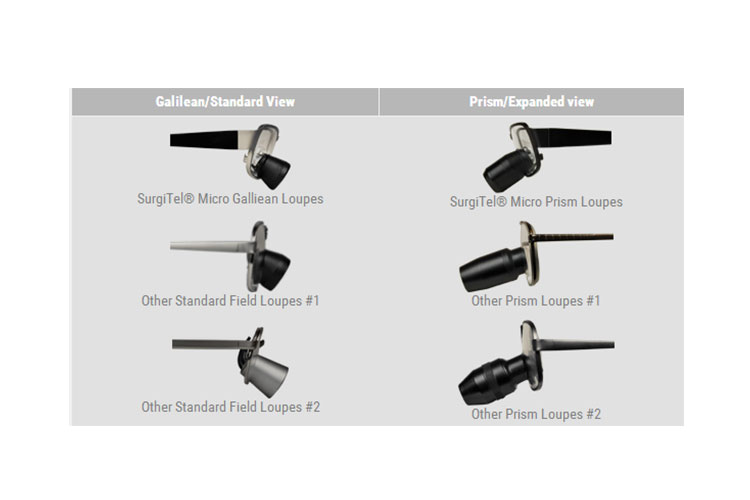 Galilean/Standard View
Prism/Expanded view
SurgiTel® Micro Galliean Loupes
SurgiTel® Micro Prism Loupes
Other Standard Field Loupes #1
Other Prism Loupes #1
Other Standard Field Loupes #2
Other Prism Loupes #2